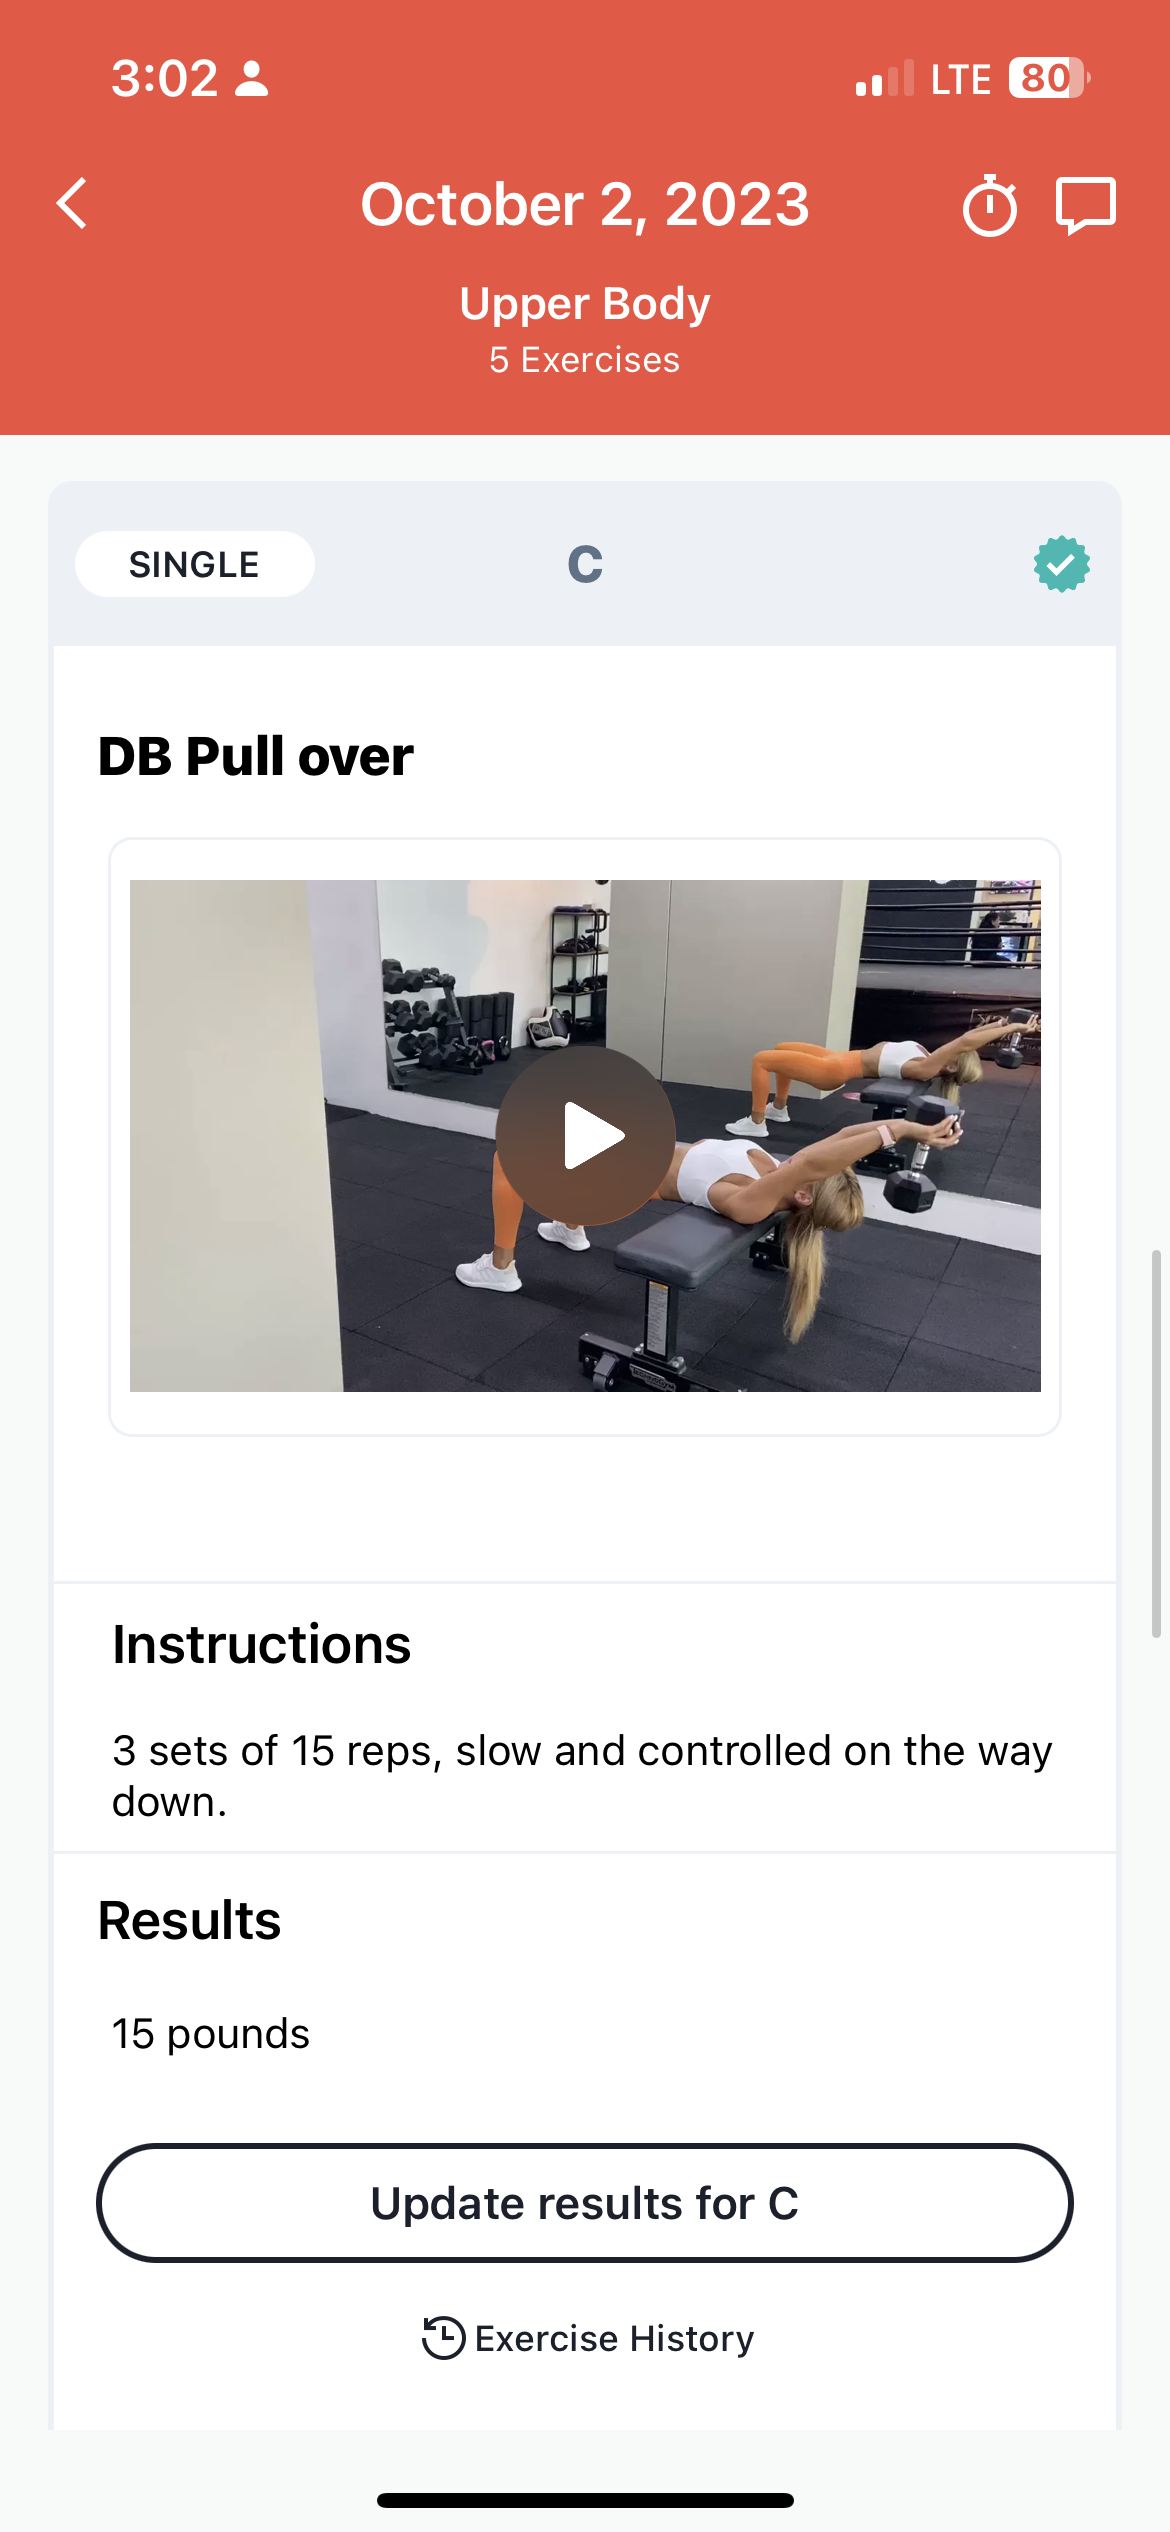 3:02
LTE
80
October 2, 2023
Upper Body
5 Exercises
SINGLE
C
DB Pull over
Instructions
3 sets of 15 reps, slow and controlled on the way
down.
Results
15 pounds
Update results for C
Exercise History